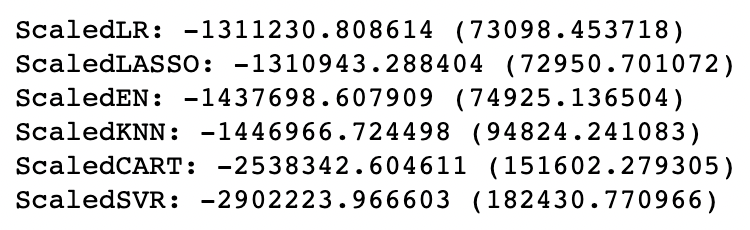 ScaledLR: -1311230.808614 (73098.453718)
ScaledLASSO: -1310943.288404 (72950.701072)
ScaledEN: -1437698.607909 (74925.136504)
ScaledKNN: -1446966.724498 (94824.241083)
ScaledCART: -2538342.604611 (151602.279305)
ScaledSVR: -2902223.966603 (182430.770966)